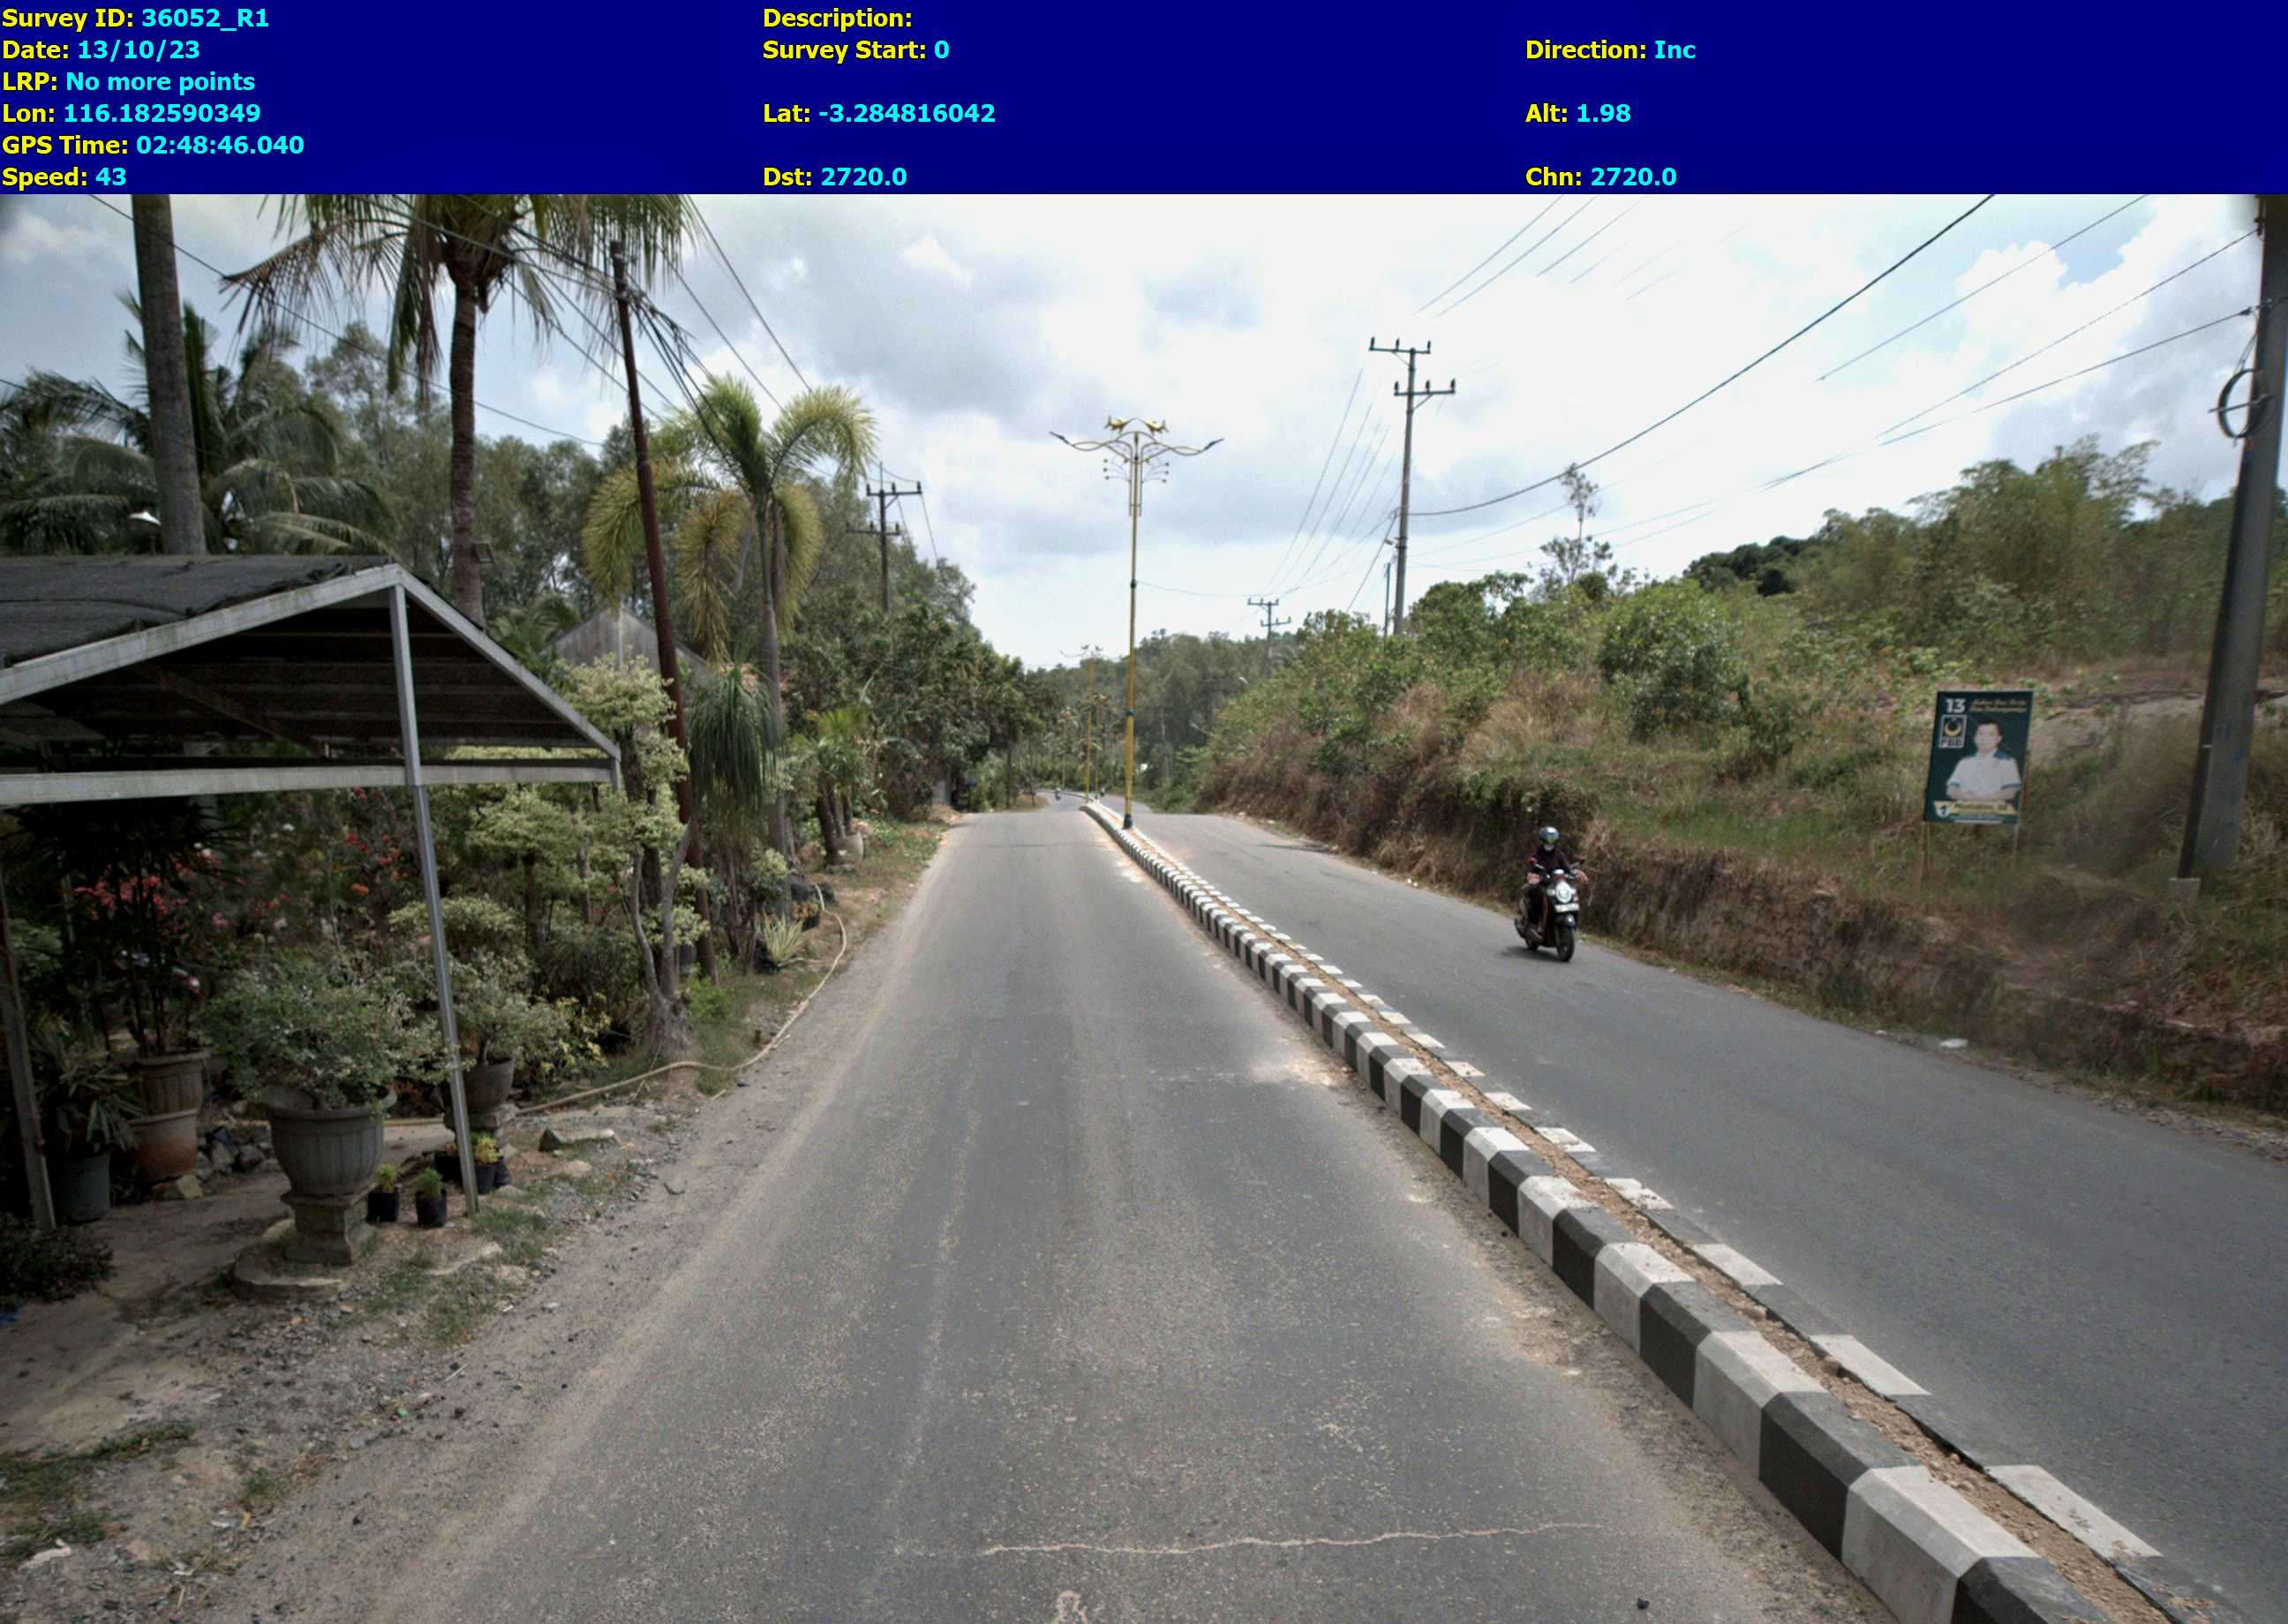 Survey ID: 36052_R1
Description:
Date: 13/10/23
Survey Start: 0
Direction: Inc
LRP: No more points
Lon: 116.182590349
Lat: -3.284816042
Alt: 1.98
GPS Time: 02:48:46.040
Speed: 43
Dst: 2720.0
Chn: 2720.0
13
PBB